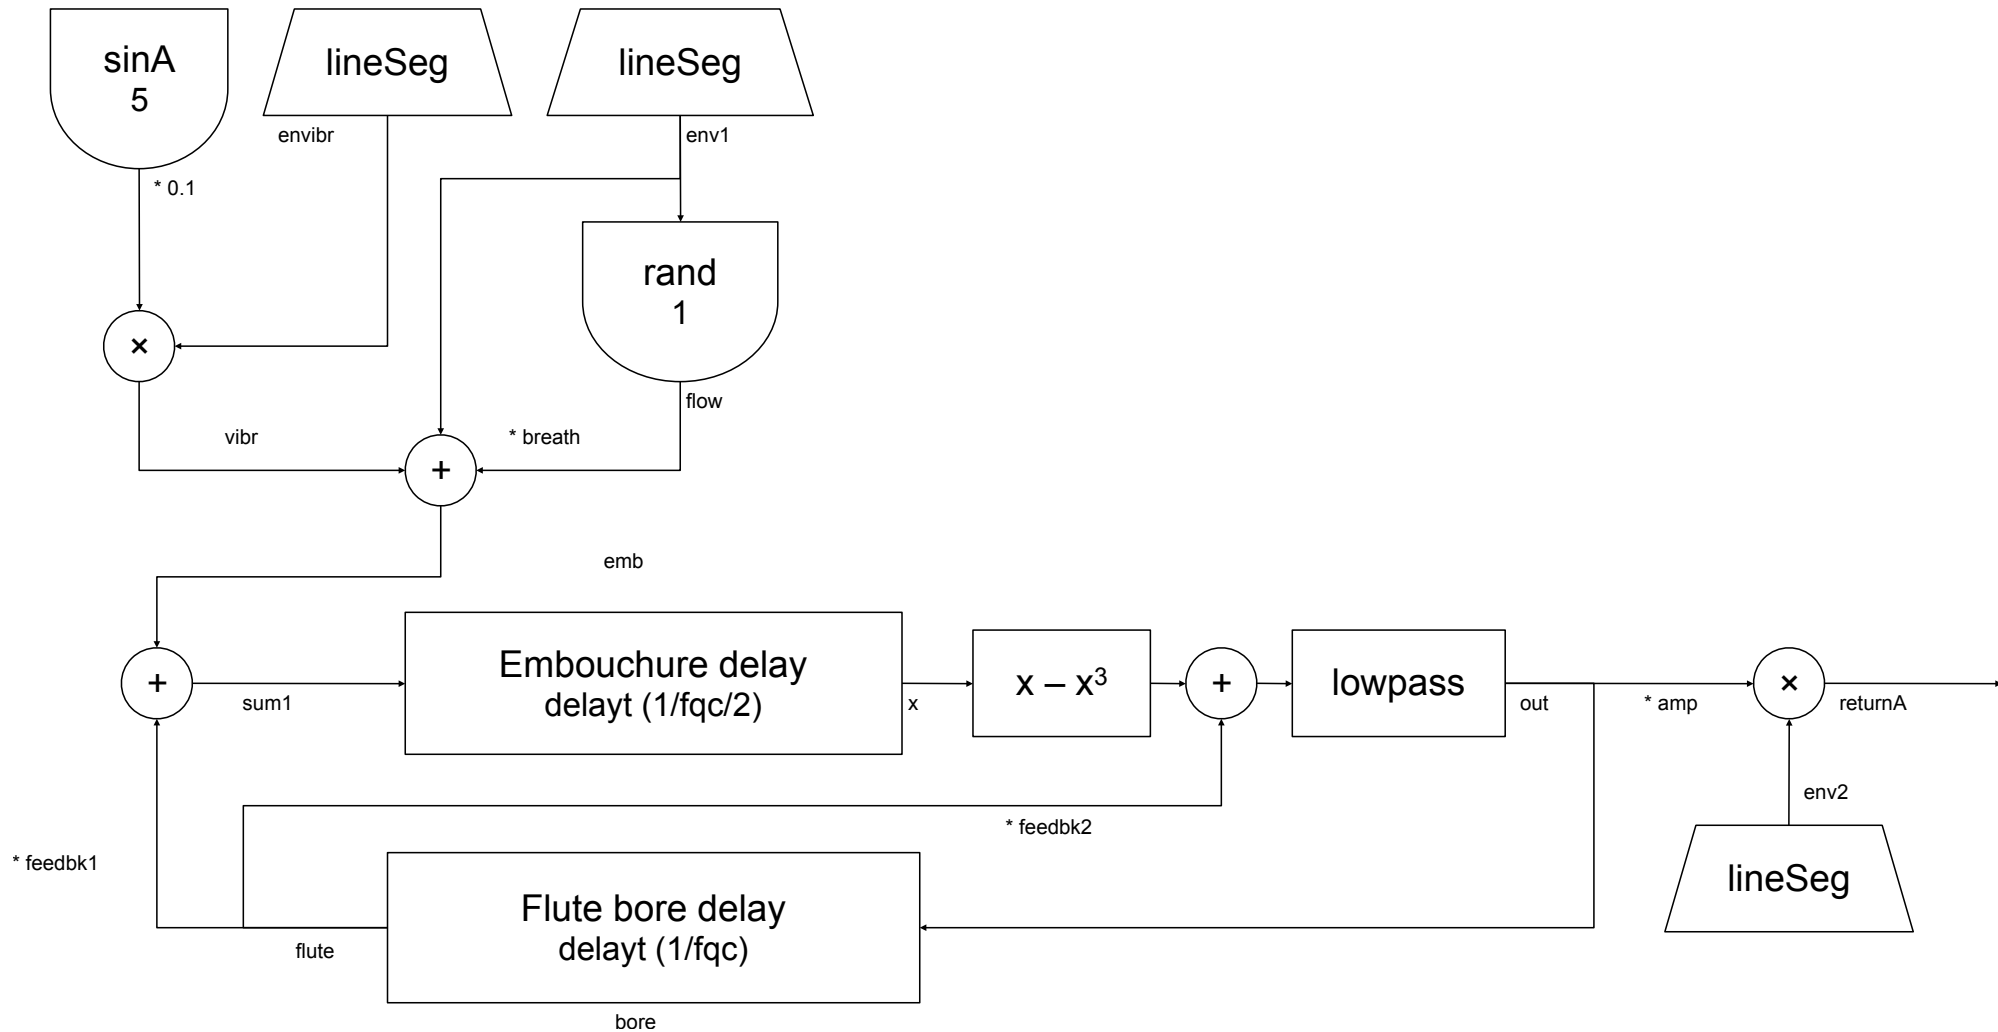 sinA
5
lineSeg
lineSeg
envibr
env1
* 0.1
rand
1
×
flow
vibr
* breath
+
emb
Embouchure delay
delayt (1/fqc/2)
x – x³
lowpass
+
+
×
sum1
x
out
* amp
returnA
env2
* feedbk2
* feedbk1
lineSeg
Flute bore delay
delayt (1/fqc)
flute
bore